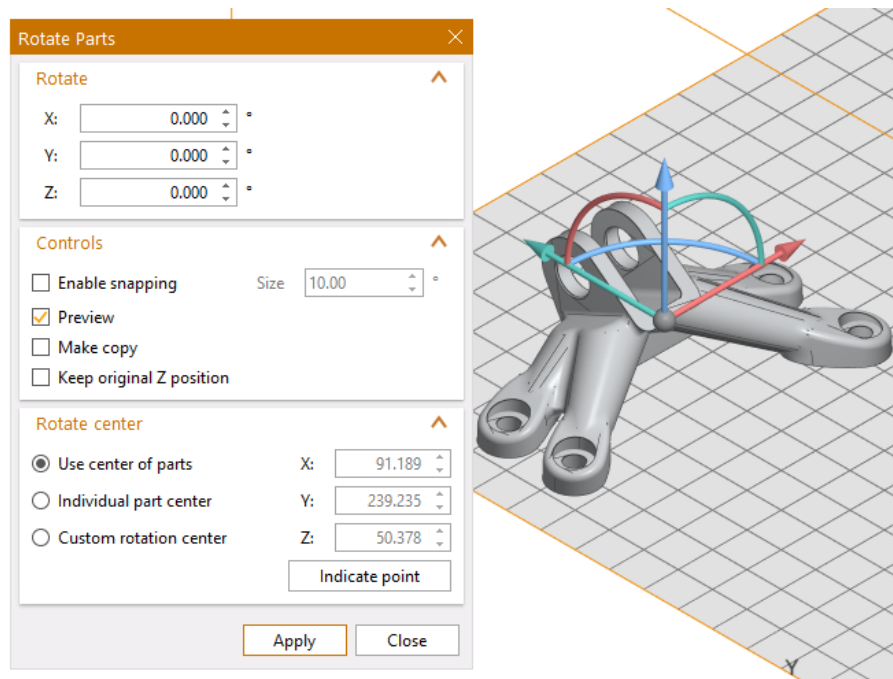 Rotate Parts
Rotate
X: 0.000 °
Y: 0.000 °
Z: 0.000 °
Controls
Enable snapping Size 10.00 °
Preview
Make copy
Keep original Z position
Rotate center
Use center of parts X: 91.189
Individual part center Y: 239.235
Custom rotation center Z: 50.378
Indicate point
Apply Close
Y